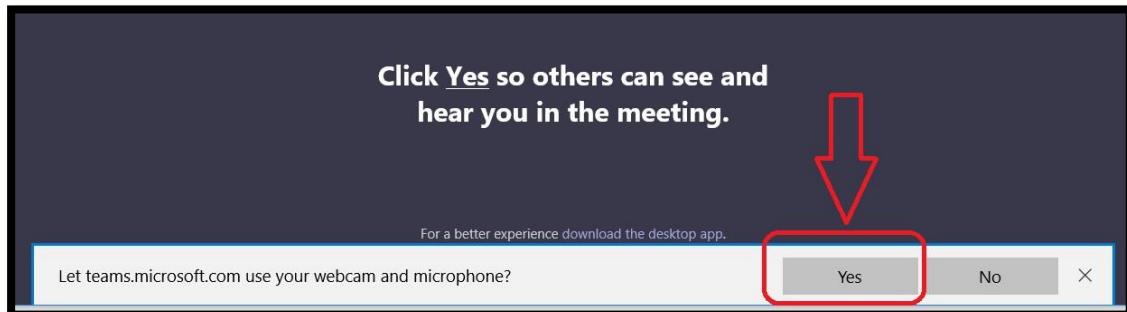 Click Yes so others can see and
hear you in the meeting.
For a better experience download the desktop app.
Let teams.microsoft.com use your webcam and microphone?
Yes
No